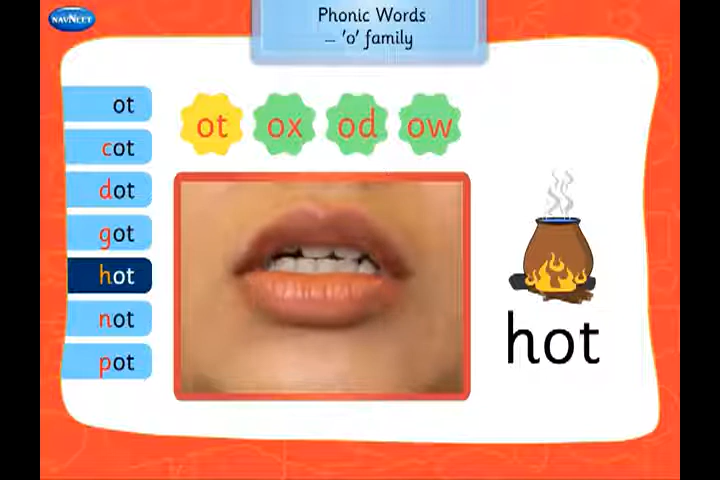 NAVNEET
Phonic Words
– 'o' family
ot
cot
dot
got
hot
not
pot
ot ox od ow
hot